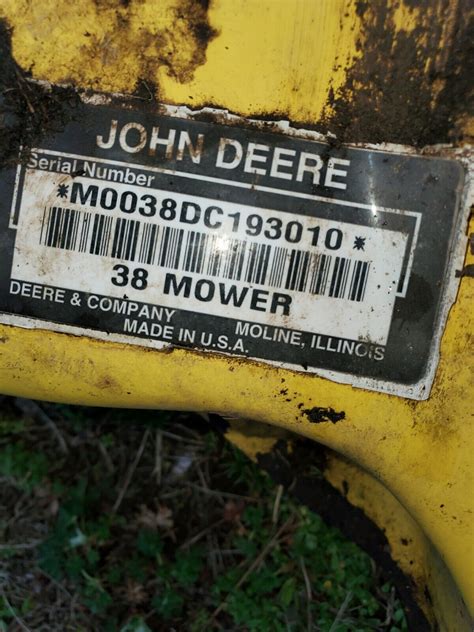 JOHN DEERE
Serial Number
*M0038DC193010*
38 MOWER
DEERE & COMPANY MOLINE, ILLINOIS
MADE IN U.S.A.